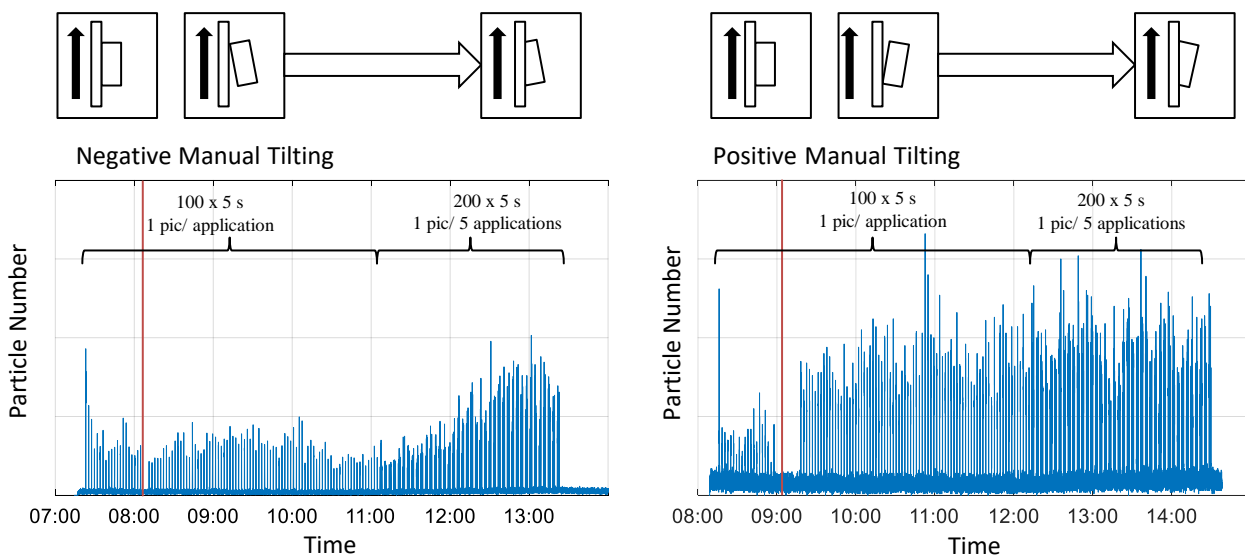 Negative Manual Tilting
100 x 5 s
1 pic/ application
200 x 5 s
1 pic/ 5 applications
Particle Number
07:00 08:00 09:00 10:00 11:00 12:00 13:00
Time
Positive Manual Tilting
100 x 5 s
1 pic/ application
200 x 5 s
1 pic/ 5 applications
Particle Number
08:00 09:00 10:00 11:00 12:00 13:00 14:00
Time